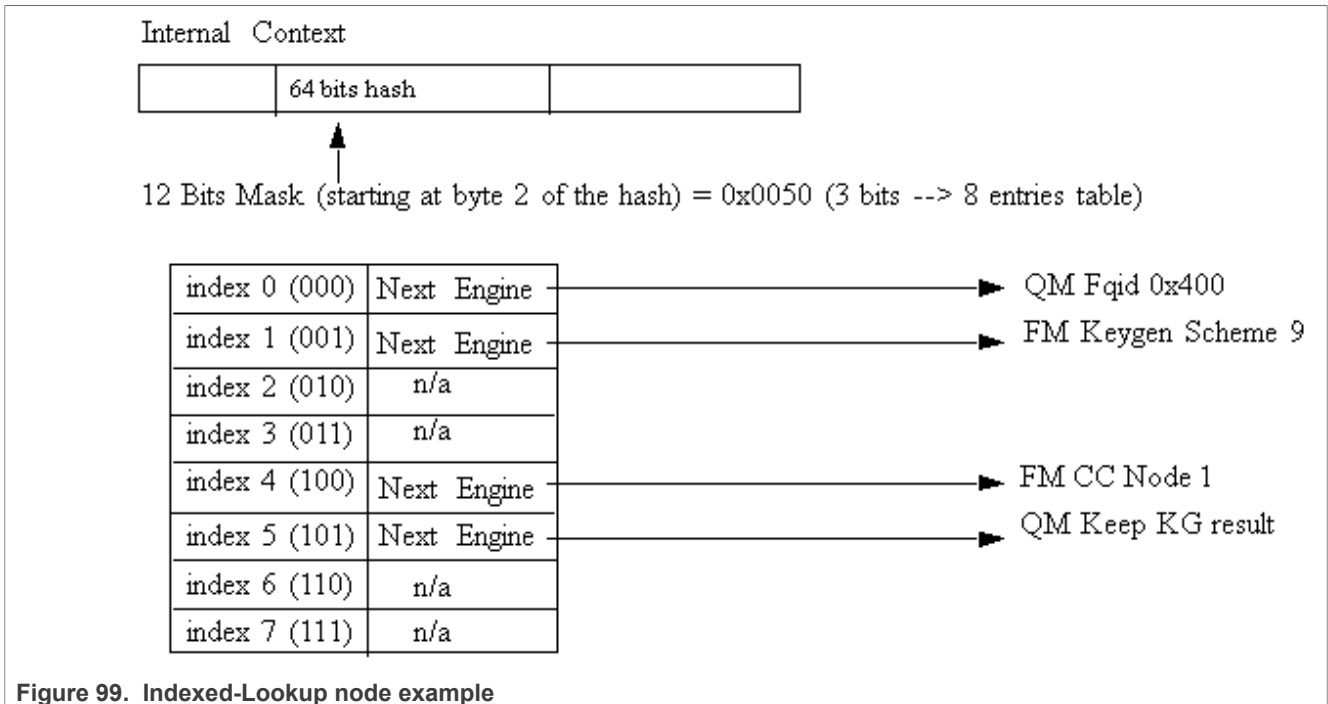 Internal Context
64 bits hash
12 Bits Mask (starting at byte 2 of the hash) = 0x0050 (3 bits --> 8 entries table)
index 0 (000) Next Engine QM Fqid 0x400
index 1 (001) Next Engine FM Keygen Scheme 9
index 2 (010) n/a
index 3 (011) n/a
index 4 (100) Next Engine FM CC Node 1
index 5 (101) Next Engine QM Keep KG result
index 6 (110) n/a
index 7 (111) n/a
Figure 99. Indexed-Lookup node example